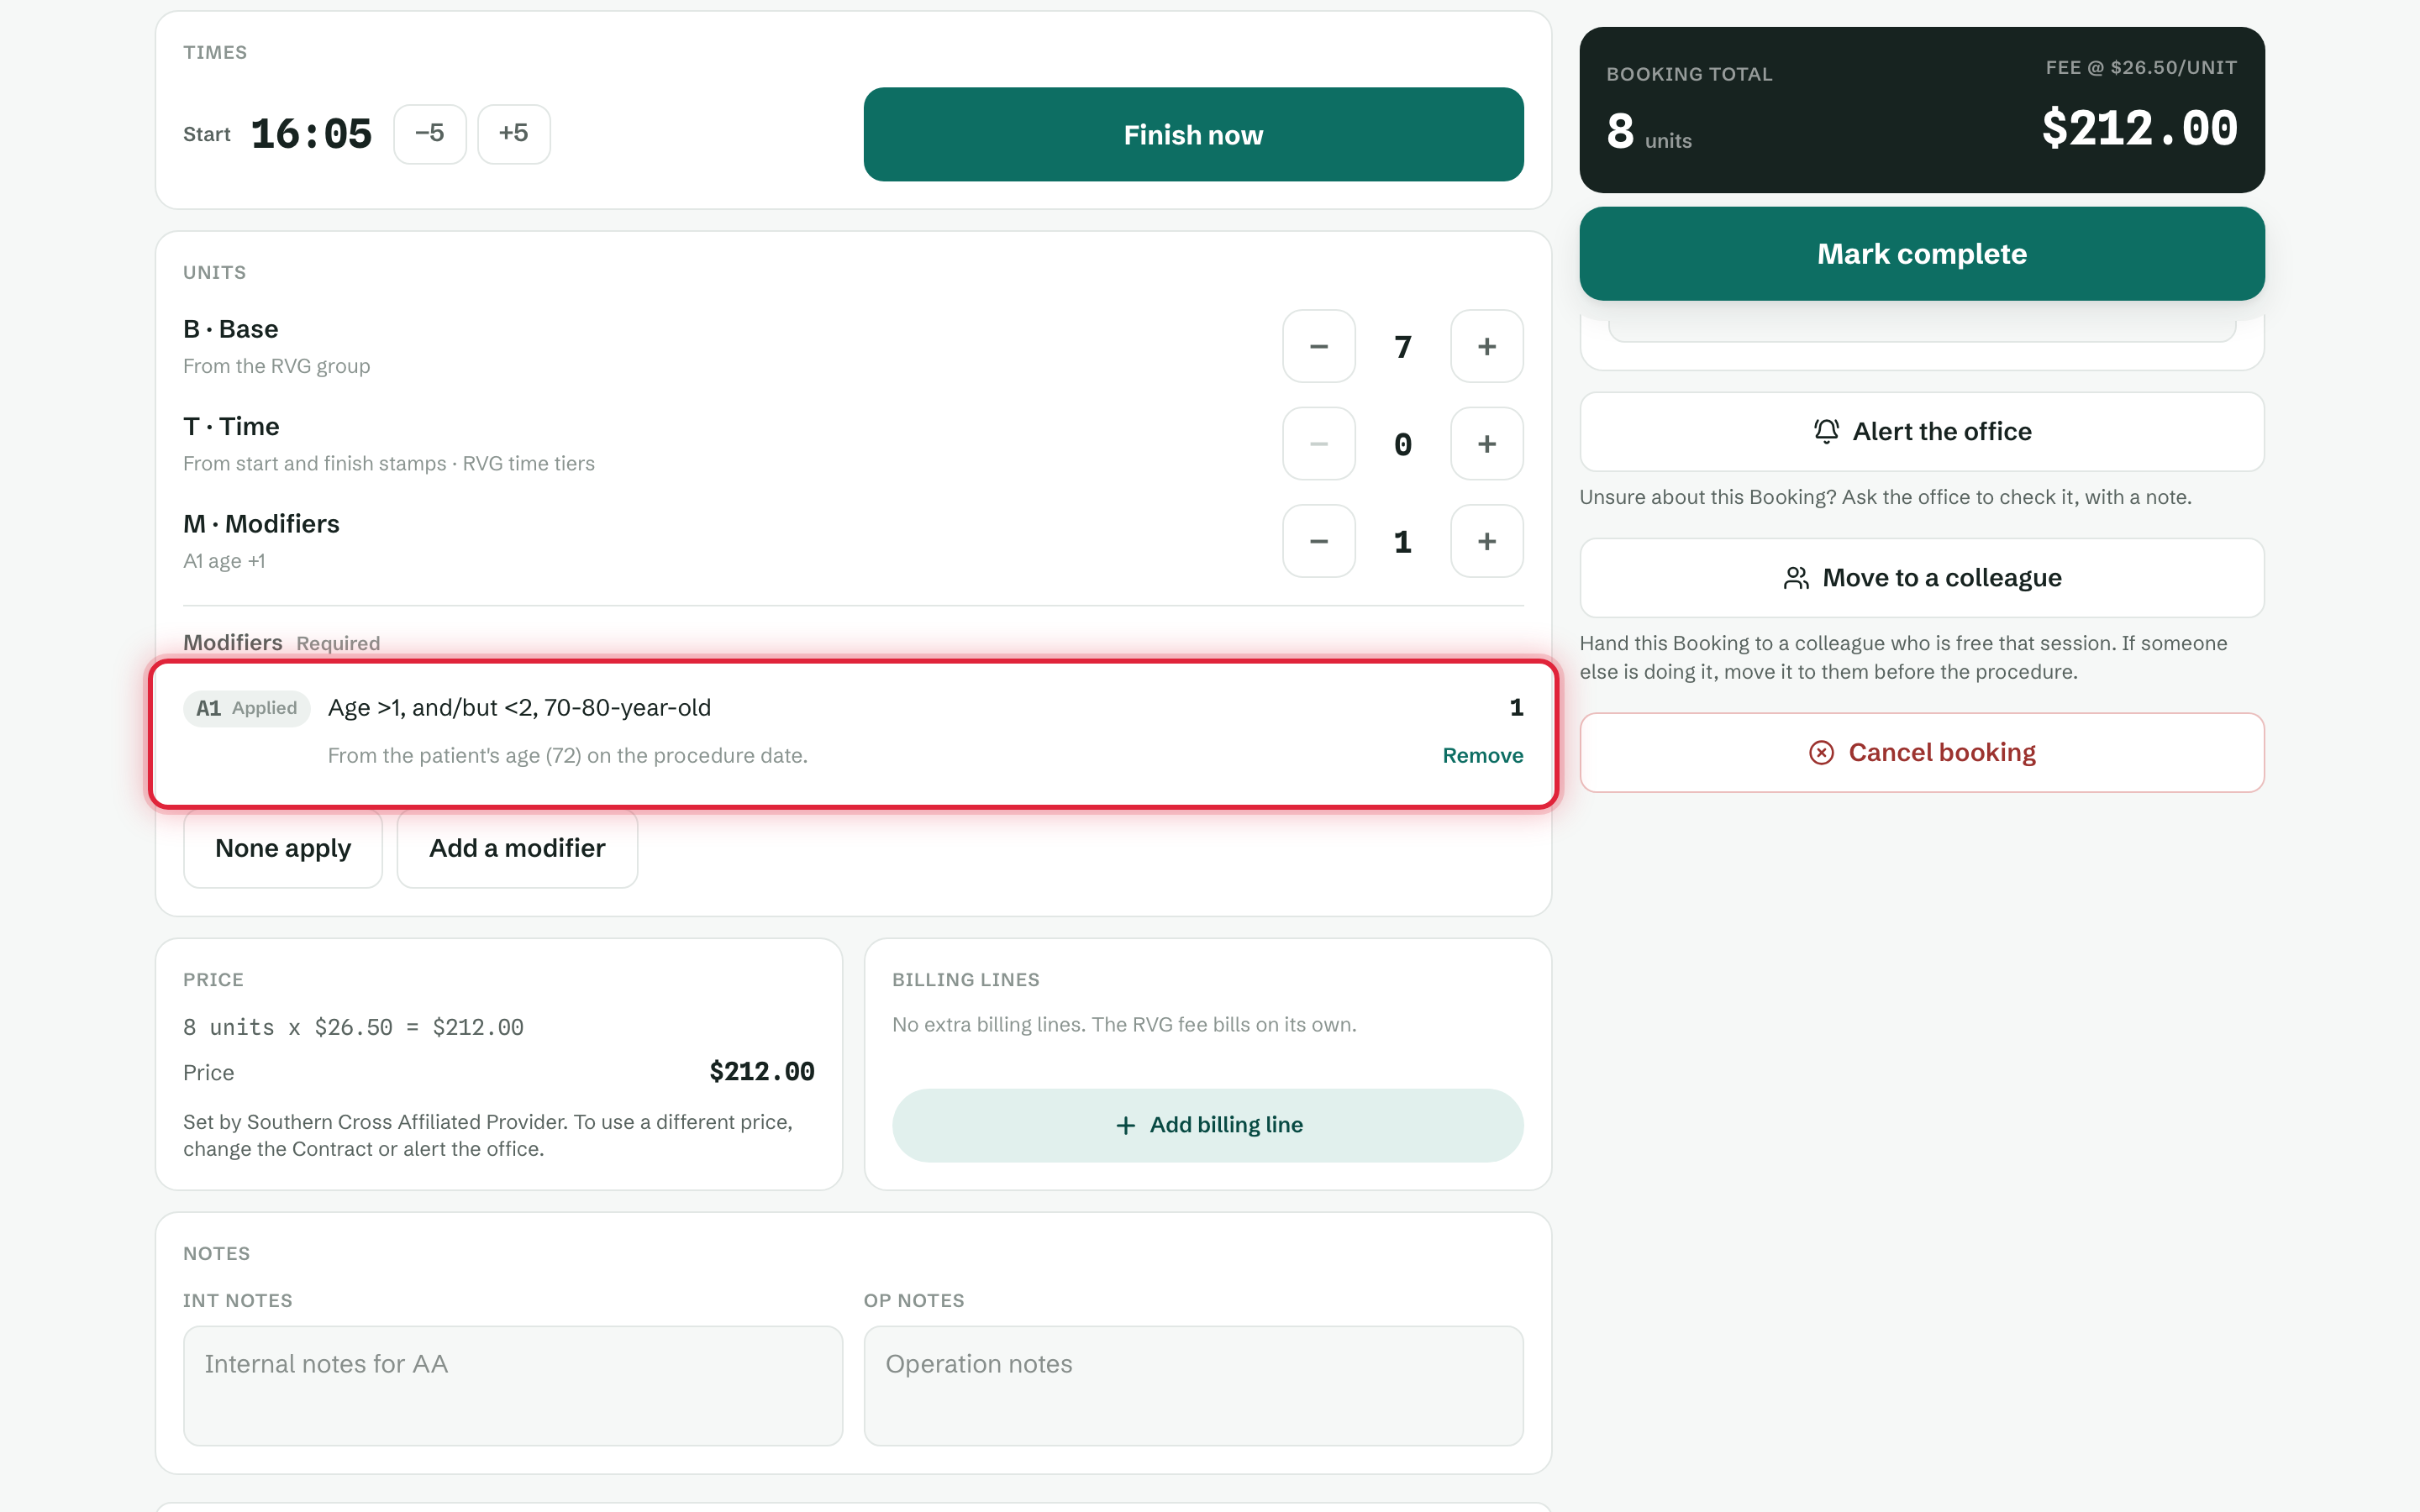 TIMES
Start 16:05 −5 +5
Finish now
UNITS
B · Base
From the RVG group
− 7 +
T · Time
From start and finish stamps · RVG time tiers
− 0 +
M · Modifiers
A1 age +1
− 1 +
Modifiers Required
A1 Applied Age >1, and/but <2, 70-80-year-old 1
From the patient's age (72) on the procedure date. Remove
None apply Add a modifier
PRICE
8 units x $26.50 = $212.00
Price $212.00
Set by Southern Cross Affiliated Provider. To use a different price,
change the Contract or alert the office.
BILLING LINES
No extra billing lines. The RVG fee bills on its own.
+ Add billing line
NOTES
INT NOTES
Internal notes for AA
OP NOTES
Operation notes
BOOKING TOTAL
8 units
FEE @ $26.50/UNIT
$212.00
Mark complete
Alert the office
Unsure about this Booking? Ask the office to check it, with a note.
Move to a colleague
Hand this Booking to a colleague who is free that session. If someone
else is doing it, move it to them before the procedure.
Cancel booking